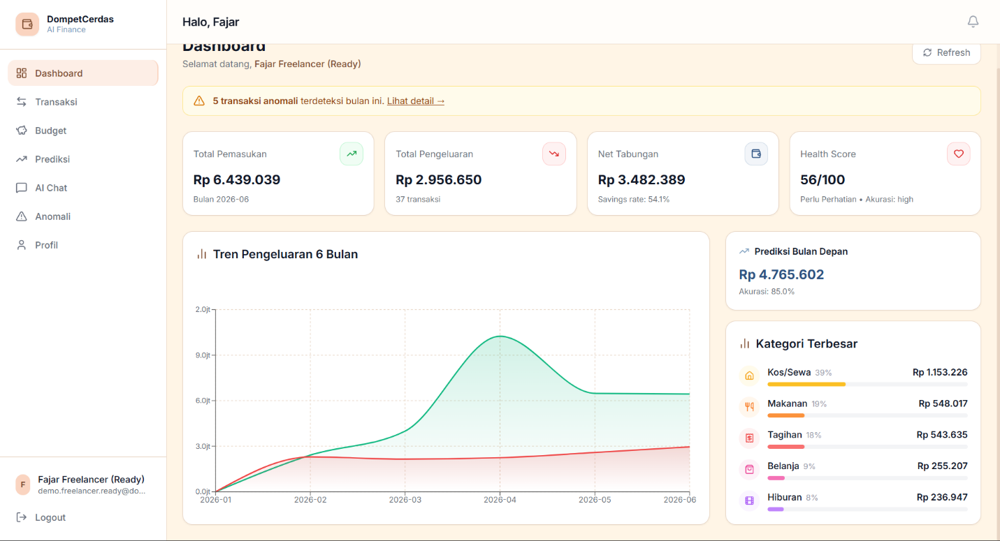 DompetCerdas
AI Finance
Dashboard
Transaksi
Budget
Prediksi
AI Chat
Anomali
Profil
F
Fajar Freelancer (Ready)
demo.freelancer.ready@do...
Logout
Halo, Fajar
Dashboard
Selamat datang, Fajar Freelancer (Ready)
Refresh
5 transaksi anomali terdeteksi bulan ini. Lihat detail →
Total Pemasukan
Rp 6.439.039
Bulan 2026-06
Total Pengeluaran
Rp 2.956.650
37 transaksi
Net Tabungan
Rp 3.482.389
Savings rate: 54.1%
Health Score
56/100
Perlu Perhatian • Akurasi: high
Tren Pengeluaran 6 Bulan
2.0jt
9.0jt
6.0jt
3.0jt
0.0jt
2026-01 2026-02 2026-03 2026-04 2026-05 2026-06
Prediksi Bulan Depan
Rp 4.765.602
Akurasi: 85.0%
Kategori Terbesar
Kos/Sewa 39% Rp 1.153.226
Makanan 19% Rp 548.017
Tagihan 18% Rp 543.635
Belanja 9% Rp 255.207
Hiburan 8% Rp 236.947